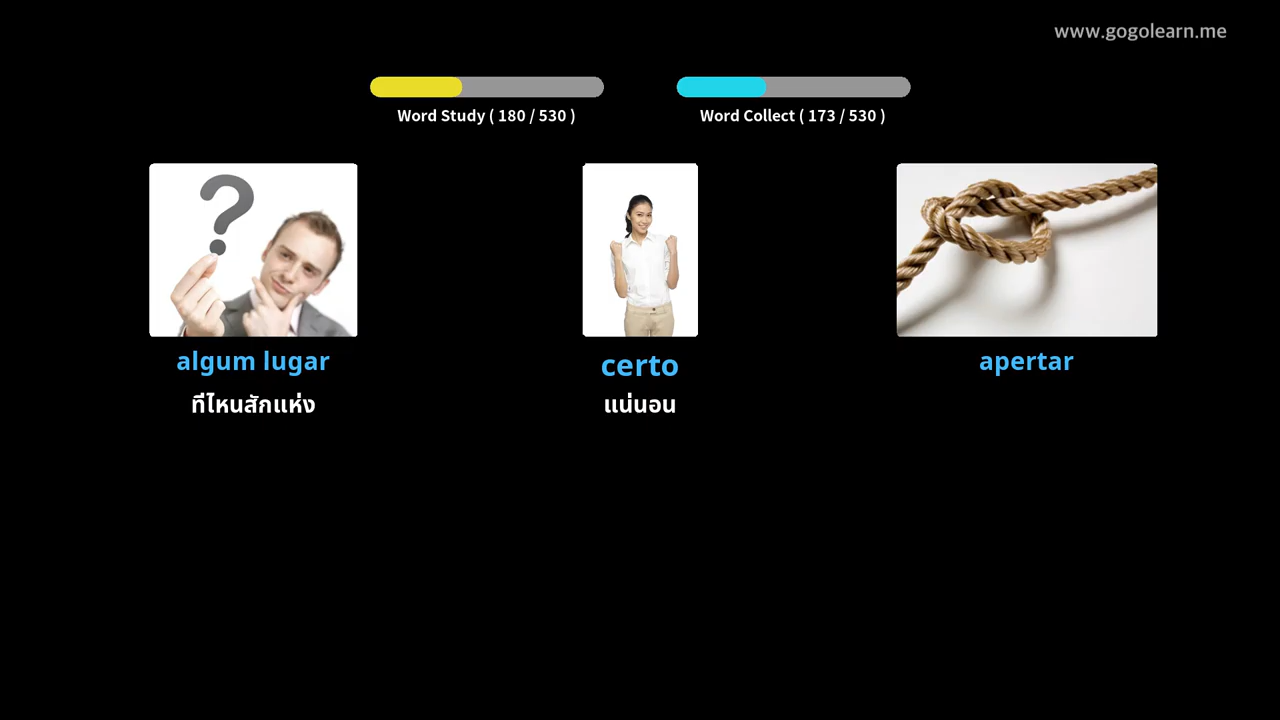 www.gogolearn.me
Word Study ( 180 / 530 )
Word Collect ( 173 / 530 )
algum lugar
certo
apertar
ที่ไหนสักแห่ง
แน่นอน